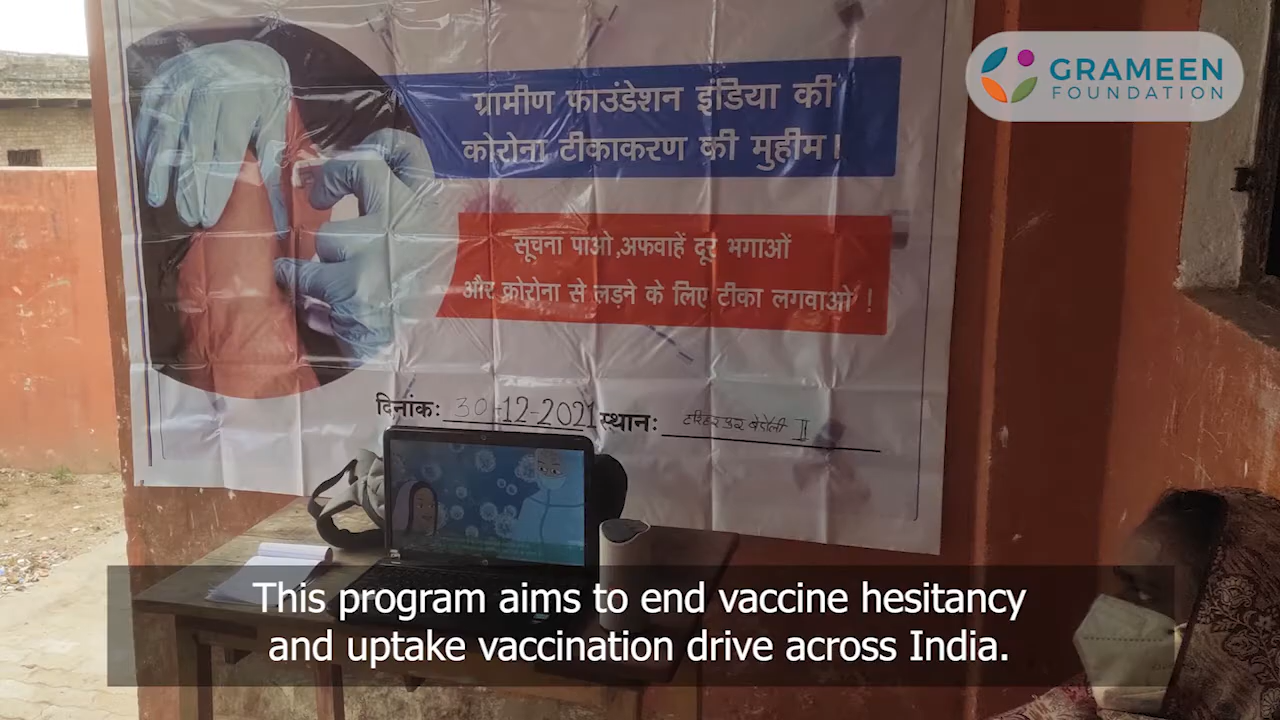 GRAMEEN
FOUNDATION
ग्रामीण फाउंडेशन इंडिया की
कोरोना टीकाकरण की मुहीम!
सूचना पाओ,अफवाहें दूर भगाओं
और क्रोरोना से लड़ने के लिए टीका लगवाओ !
दिनांक: 30-12-2021 स्थान: II
This program aims to end vaccine hesitancy
and uptake vaccination drive across India.